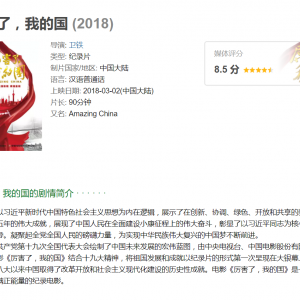 了，我的国 (2018)
导演: 卫铁
类型: 纪录片
制片国家/地区: 中国大陆
语言: 汉语普通话
上映日期: 2018-03-02(中国大陆)
片长: 90分钟
又名: Amazing China
媒体评分
8.5 分
我的国的剧情简介 · · · · · ·
以习近平新时代中国特色社会主义思想为内在逻辑，展示了在创新、协调、绿色、开放和共享的
五年的伟大成就，展现了中国人民在全面建设小康征程上的伟大奋斗，彰显了以习近平同志为核
导。凝聚起全党全国人民的磅礴力量，为实现中华民族伟大复兴的中国梦不断前进。
共产党第十九次全国代表大会绘制了中国未来发展的宏伟蓝图，由中央电视台、中国电影股份有
影《厉害了，我的国》结合十九大精神，将祖国发展和成就以纪录片的形式第一次呈现在大银幕
八大以来中国取得了改革开放和社会主义现代化建设的历史性成就。电影《厉害了，我的国》是
满正能量的纪录电影。